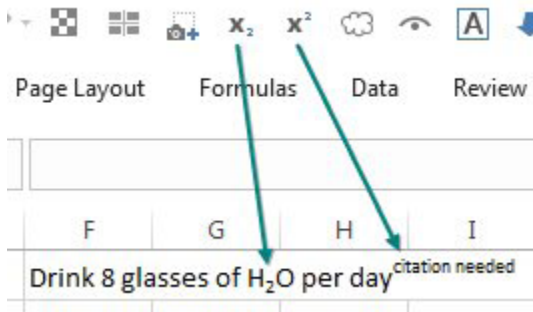 x₂ x² A
Page Layout Formulas Data Review
F G H I
Drink 8 glasses of H₂O per day citation needed